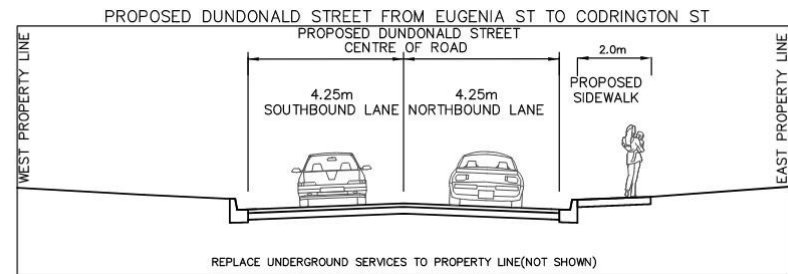 PROPOSED DUNDONALD STREET FROM EUGENIA ST TO CODRINGTON ST
PROPOSED DUNDONALD STREET
CENTRE OF ROAD
2.0m
WEST PROPERTY LINE
4.25m
SOUTHBOUND LANE
4.25m
NORTHBOUND LANE
PROPOSED
SIDEWALK
EAST PROPERTY LINE
REPLACE UNDERGROUND SERVICES TO PROPERTY LINE(NOT SHOWN)